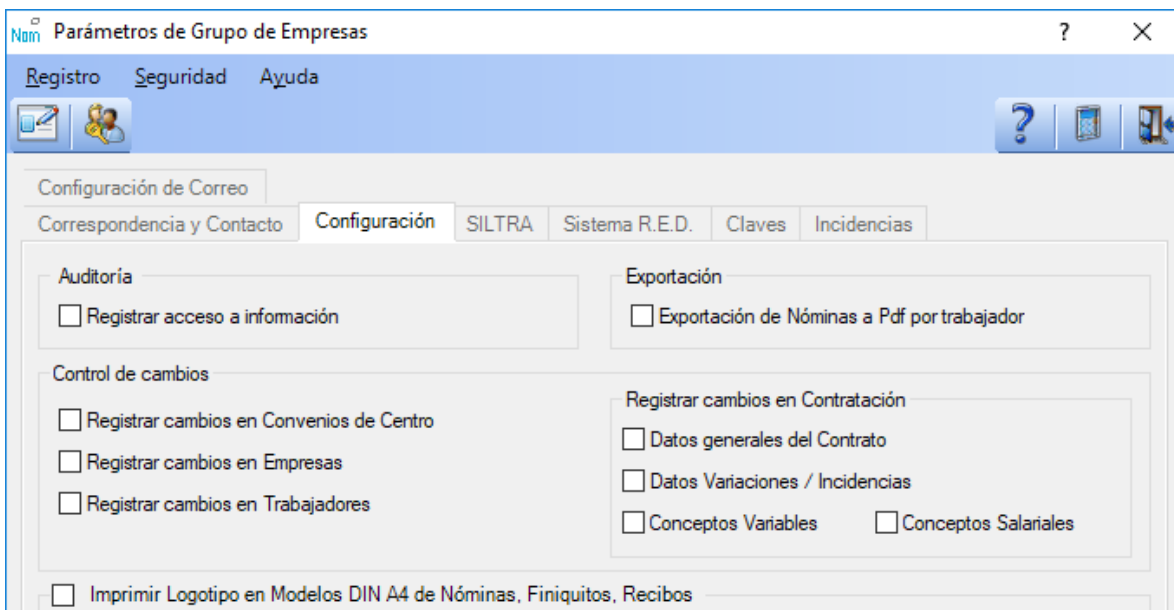 Nom Parámetros de Grupo de Empresas ?
Registro Seguridad Ayuda
?
Configuración de Correo
Correspondencia y Contacto Configuración SILTRA Sistema R.E.D. Claves Incidencias
Auditoría
Registrar acceso a información
Exportación
Exportación de Nóminas a Pdf por trabajador
Control de cambios
Registrar cambios en Convenios de Centro
Registrar cambios en Empresas
Registrar cambios en Trabajadores
Registrar cambios en Contratación
Datos generales del Contrato
Datos Variaciones / Incidencias
Conceptos Variables Conceptos Salariales
Imprimir Logotipo en Modelos DIN A4 de Nóminas, Finiquitos, Recibos